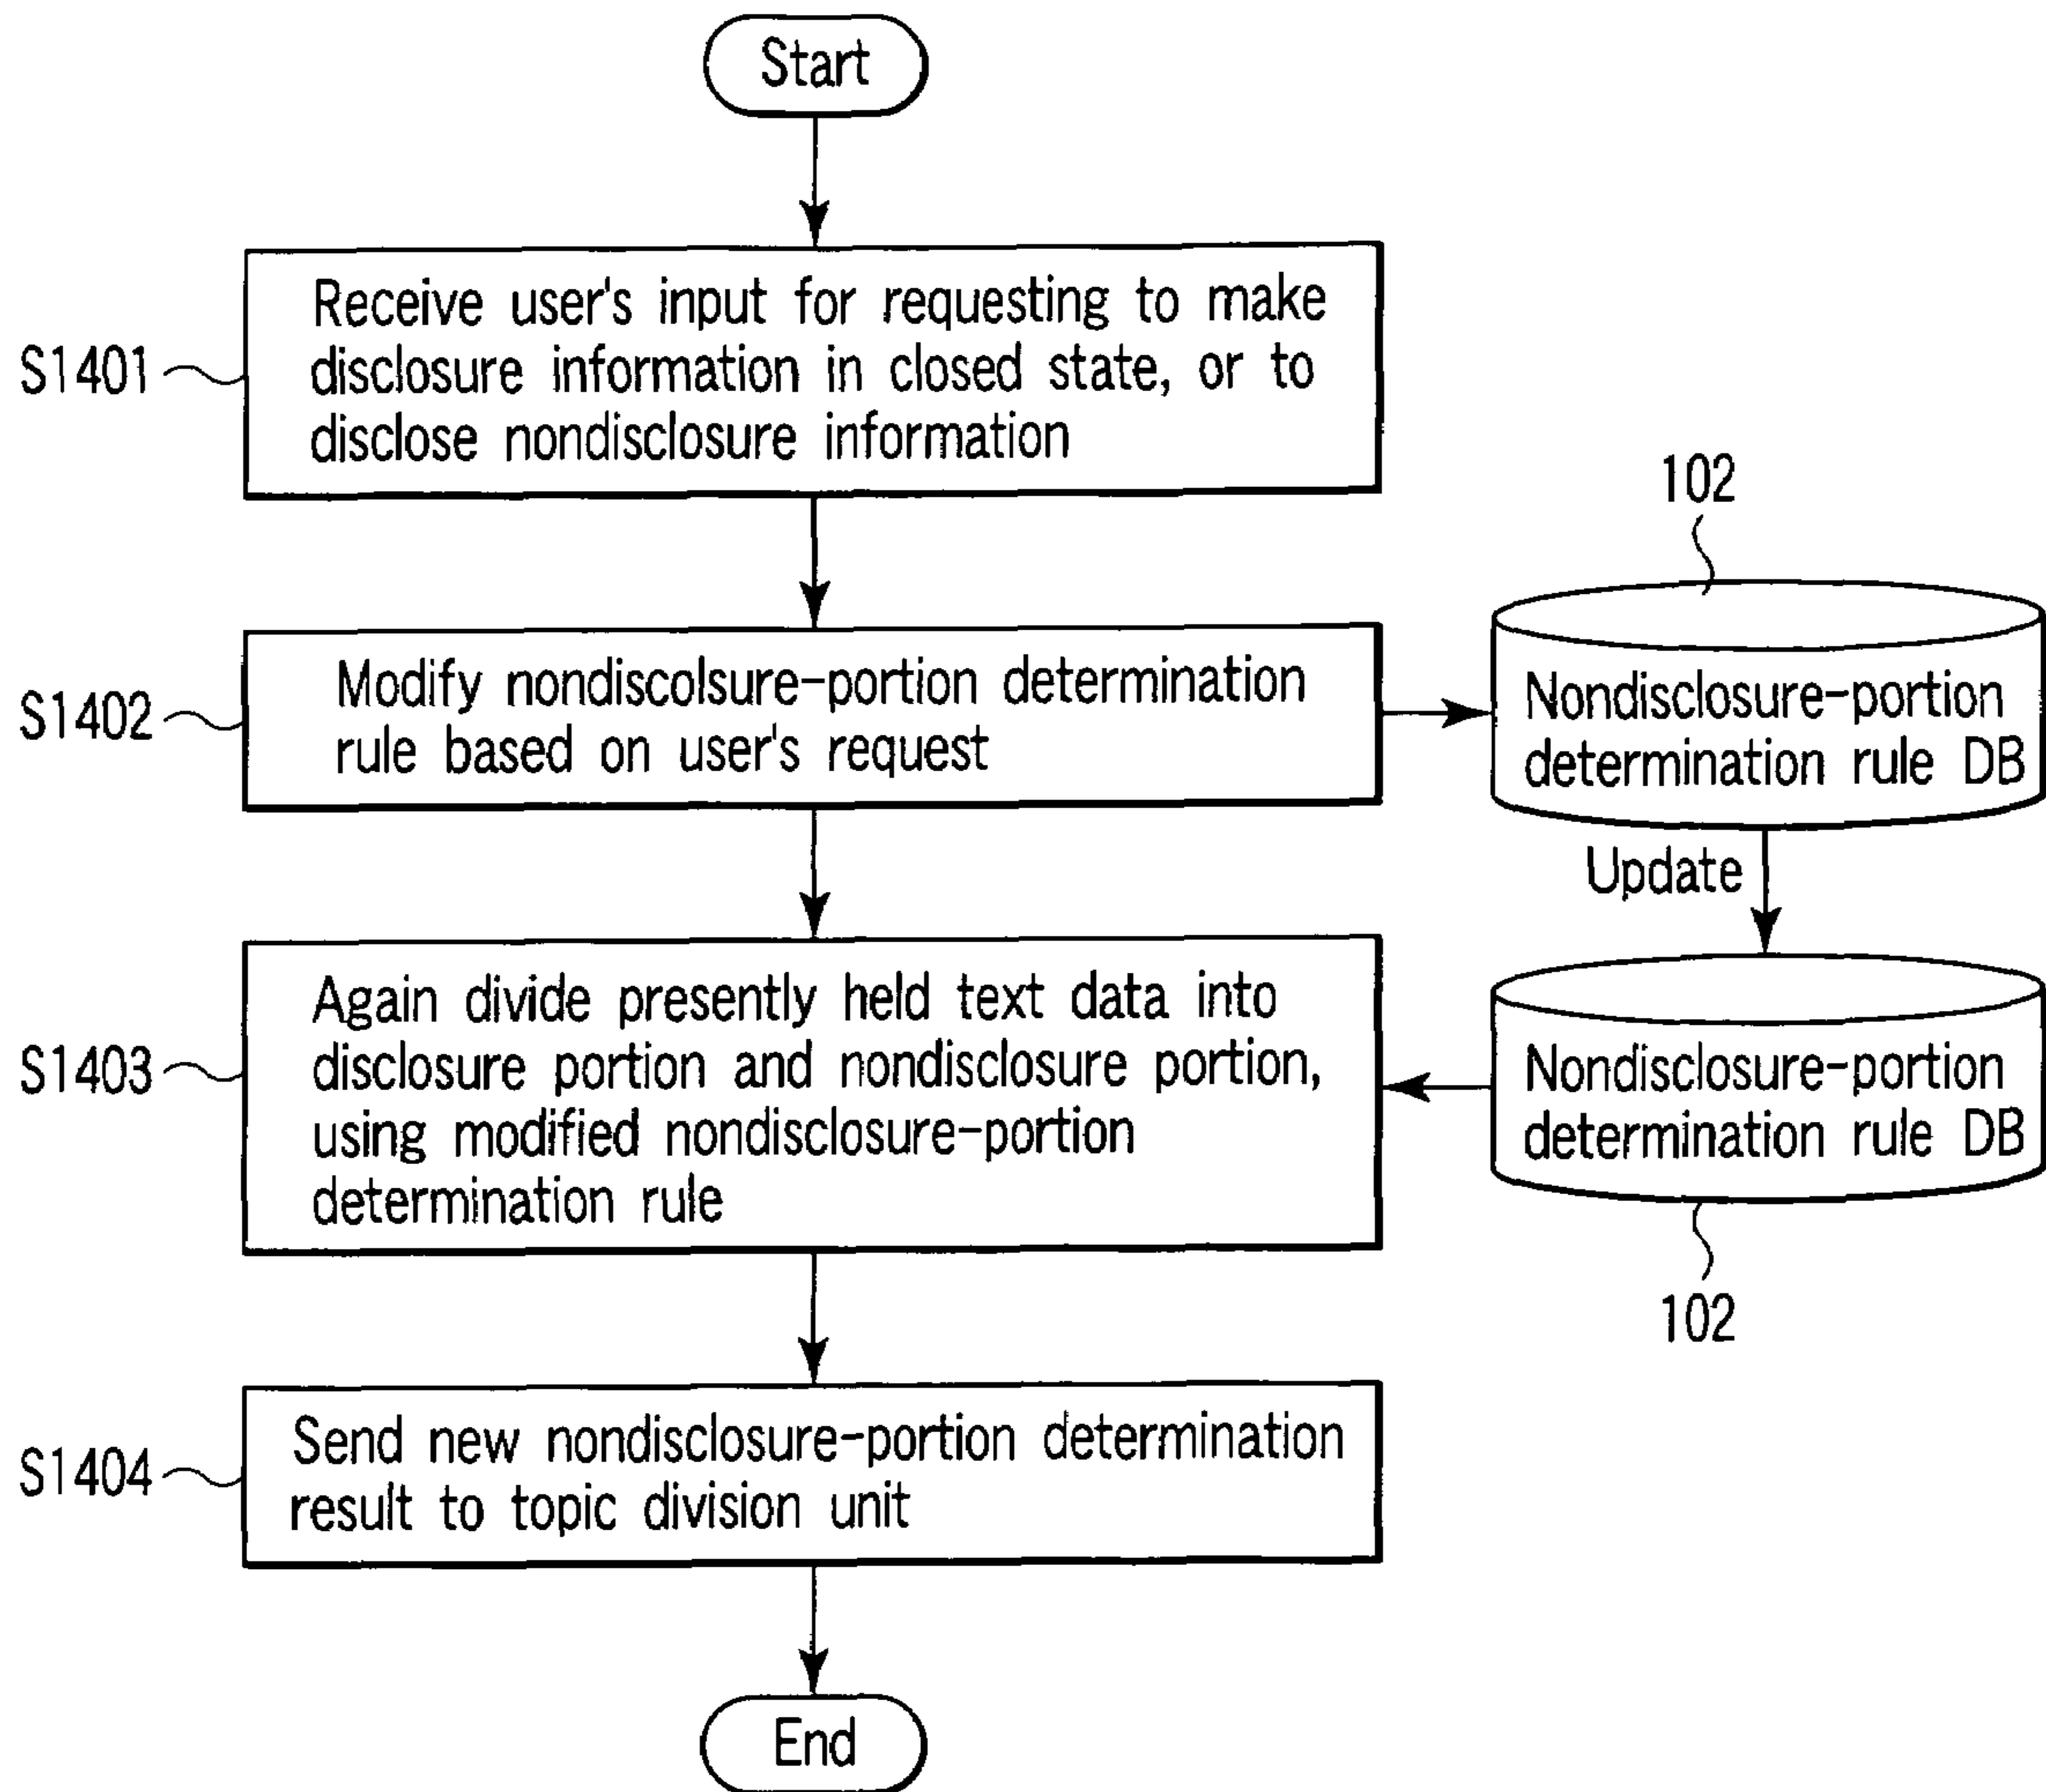 Start
S1401
Receive user's input for requesting to make
disclosure information in closed state, or to
disclose nondisclosure information
S1402
Modify nondiscolsure-portion determination
rule based on user's request
102
Nondisclosure-portion
determination rule DB
Update
S1403
Again divide presently held text data into
disclosure portion and nondisclosure portion,
using modified nondisclosure-portion
determination rule
Nondisclosure-portion
determination rule DB
102
S1404
Send new nondisclosure-portion determination
result to topic division unit
End